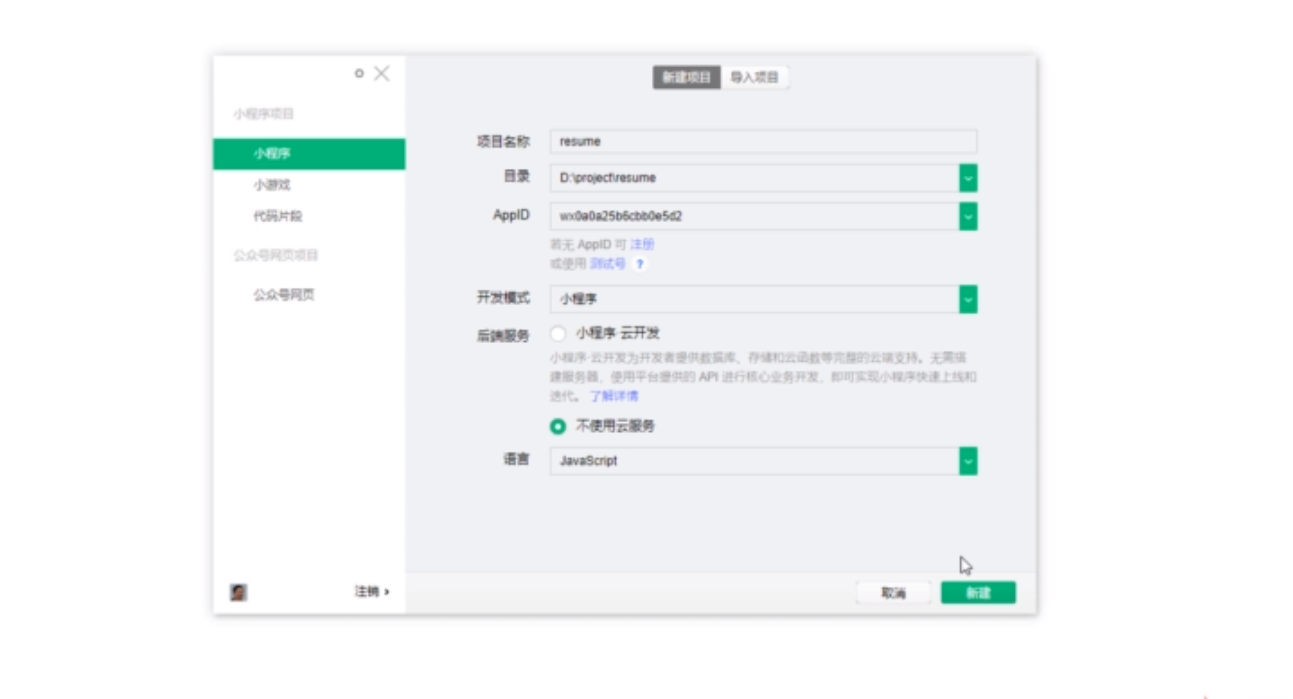 新建项目 导入项目
小程序项目
小程序
小游戏
代码片段
公众号网页项目
公众号网页
注销 ›
项目名称 resume
目录 D:\project\resume
AppID wx0a0a25b6cbb0e5d2
若无 AppID 可 注册
或使用 测试号 ?
开发模式 小程序
后端服务 小程序·云开发
小程序·云开发为开发者提供数据库、存储和云函数等完整的云端支持。无需搭
建服务器，使用平台提供的 API 进行核心业务开发，即可实现小程序快速上线和
迭代。 了解详情
不使用云服务
语言 JavaScript
取消 新建